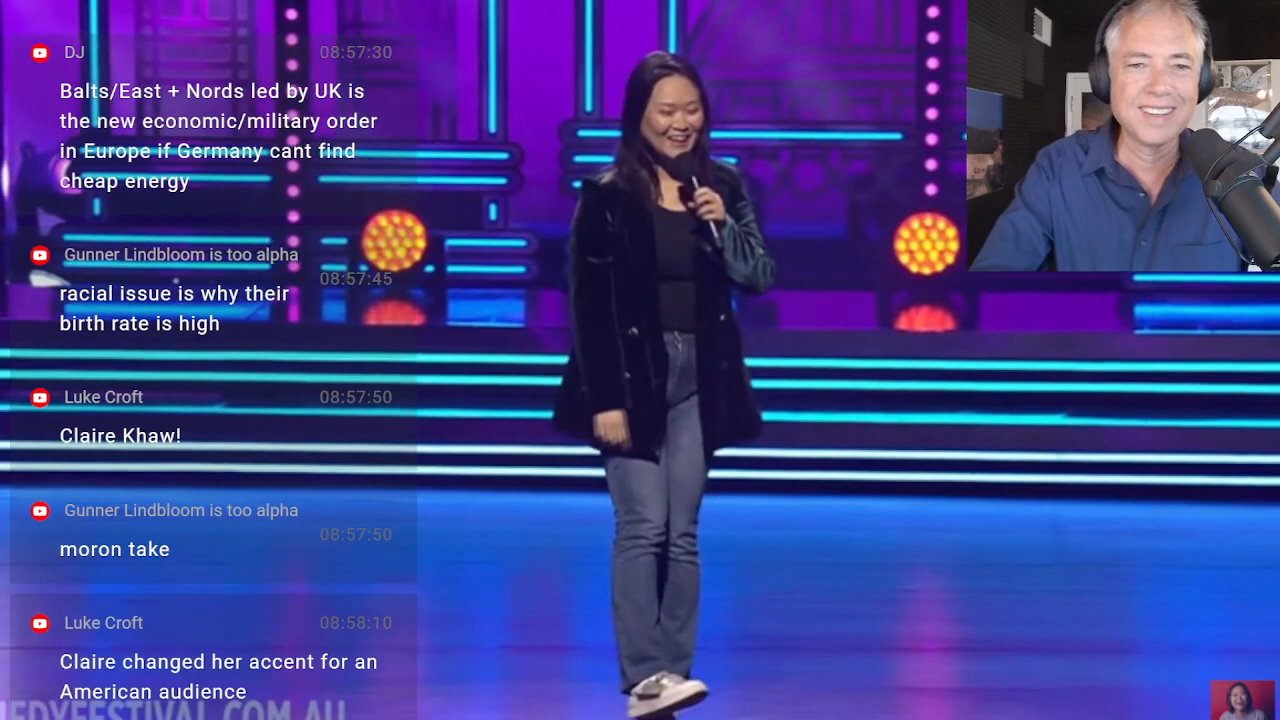 DJ 08:57:30
Balts/East + Nords led by UK is
the new economic/military order
in Europe if Germany cant find
cheap energy
Gunner Lindbloom is too alpha
08:57:45
racial issue is why their
birth rate is high
Luke Croft 08:57:50
Claire Khaw!
Gunner Lindbloom is too alpha
08:57:50
moron take
Luke Croft 08:58:10
Claire changed her accent for an
American audience
EDYFESTIVAL.COM.AU